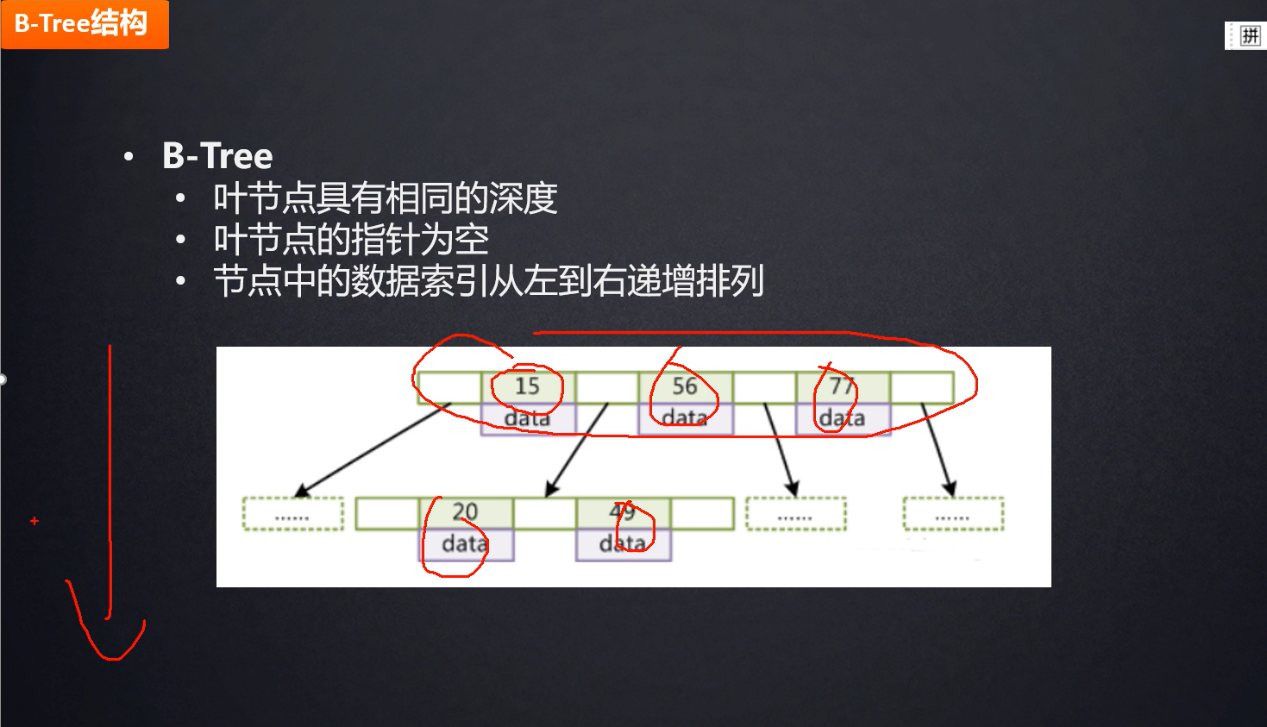 B-Tree结构
拼
B-Tree
叶节点具有相同的深度
叶节点的指针为空
节点中的数据索引从左到右递增排列
15 56 77
data data data
...... 20 49 ...... ......
data data